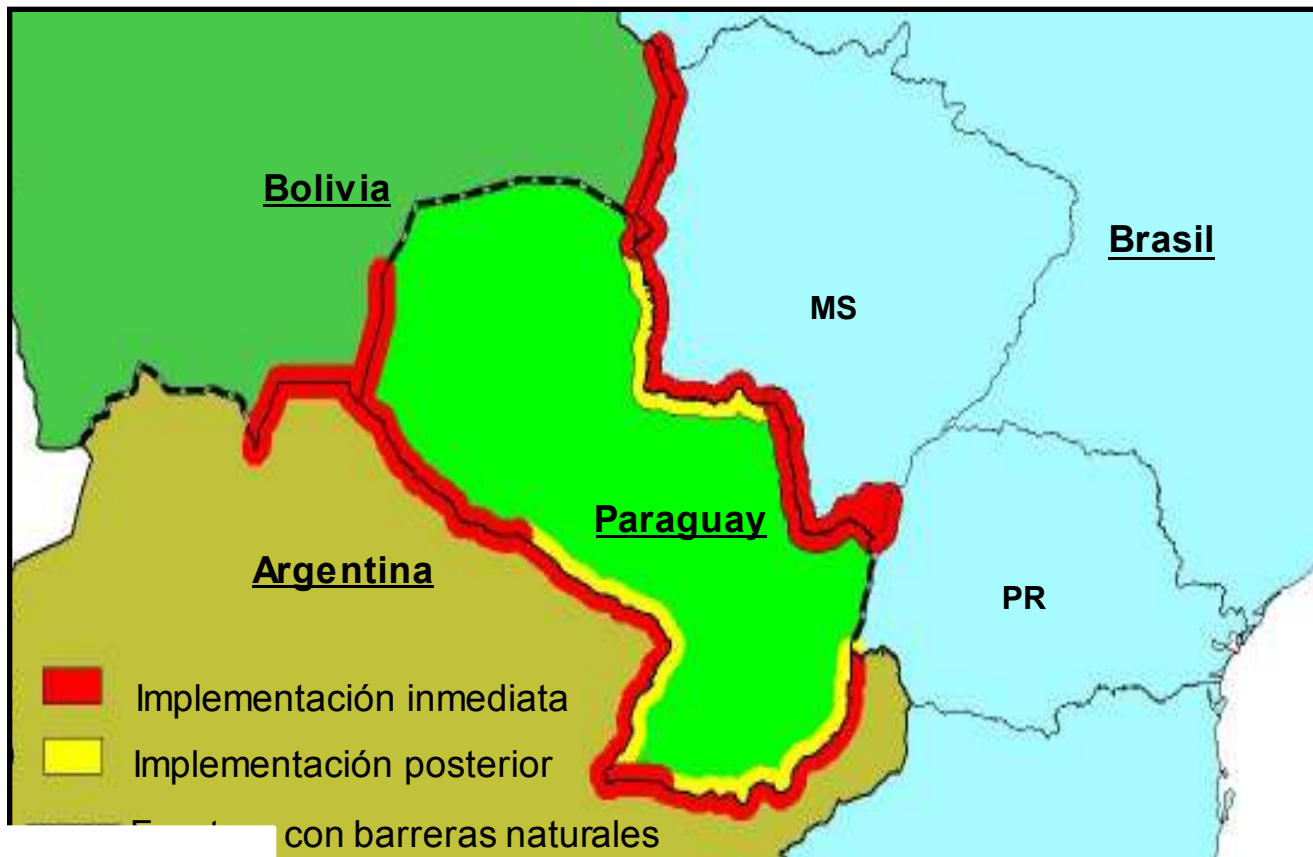 Bolivia
Brasil
MS
Paraguay
Argentina
PR
Implementación inmediata
Implementación posterior
con barreras naturales